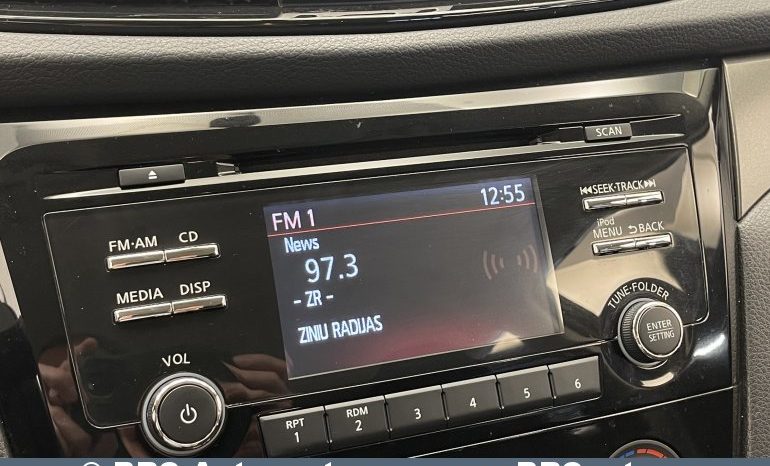 SCAN
SEEK·TRACK
FM 1 12:55
News
97.3
- ZR -
ZINIU RADIJAS
FM·AM CD
MEDIA DISP
VOL
iPod
MENU BACK
TUNE·FOLDER
ENTER
SETTING
RPT
1
RDM
2
3
4
5
6